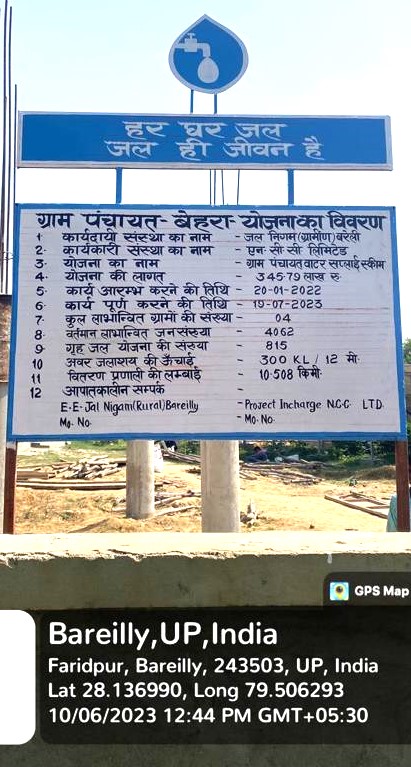 हर घर जल
जल ही जीवन है
ग्राम पंचायत- बेहरा- योजना का विवरण
1 कार्यदायी संस्था का नाम - जल निगम(ग्रामीण)बरेली
2 कार्यकारी संस्था का नाम - एन सी सी लिमिटेड
3 योजना का नाम - ग्राम पंचायत वाटर सप्लाई स्कीम
4 योजना की लागत - 345.79 लाख रु
5 कार्य आरम्भ करने की तिथि - 20-01-2022
6 कार्य पूर्ण करने की तिथि - 19-07-2023
7 कुल लाभान्वित ग्रामों की संख्या - 04
8 वर्तमान लाभान्वित जनसंख्या - 4062
9 गृह जल योजना की संख्या - 815
10 अवर जलाशय की ऊँचाई - 300 KL / 12 मी
11 वितरण प्रणाली की लम्बाई - 10.508 किमी
12 आपातकालीन सम्पर्क -
E.E. Jal Nigam(Rural)Bareilly - Project Incharge N.C.C. LTD.
Mo. No. - Mo. No.
GPS Map
Bareilly,UP,India
Faridpur, Bareilly, 243503, UP, India
Lat 28.136990, Long 79.506293
10/06/2023 12:44 PM GMT+05:30